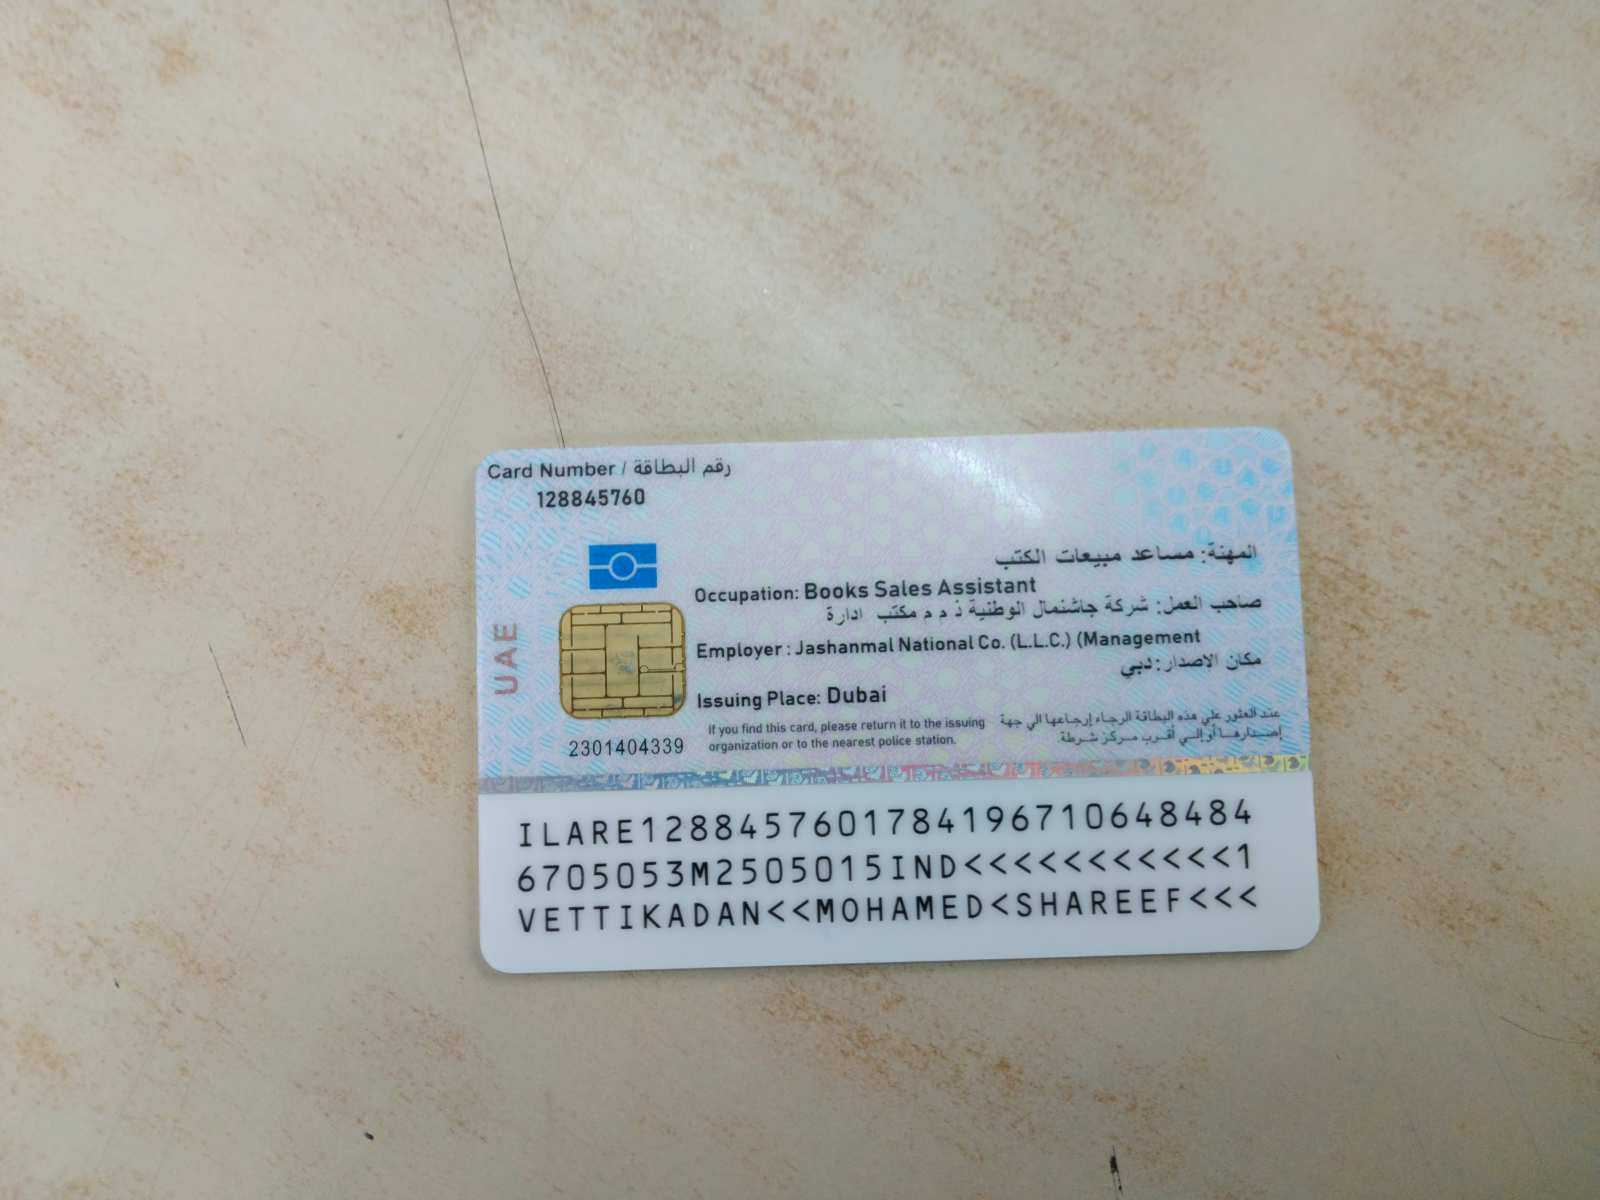 Card Number / رقم البطاقة
128845760
المهنة: مساعد مبيعات الكتب
Occupation: Books Sales Assistant
صاحب العمل: شركة جاشنمال الوطنية ذ م م مكتب ادارة
Employer : Jashanmal National Co. (L.L.C.) (Management
مكان الاصدار: دبي
Issuing Place: Dubai
UAE
2301404339
If you find this card, please return it to the issuing
organization or to the nearest police station.
عند العثور علي هذه البطاقة الرجاء إرجاعها الي جهة
إصدارها أو إلي أقرب مركز شرطة
ILARE1288457601784196710648484
6705053M2505015IND<<<<<<<<<<<1
VETTIKADAN<<MOHAMED<SHAREEF<<<